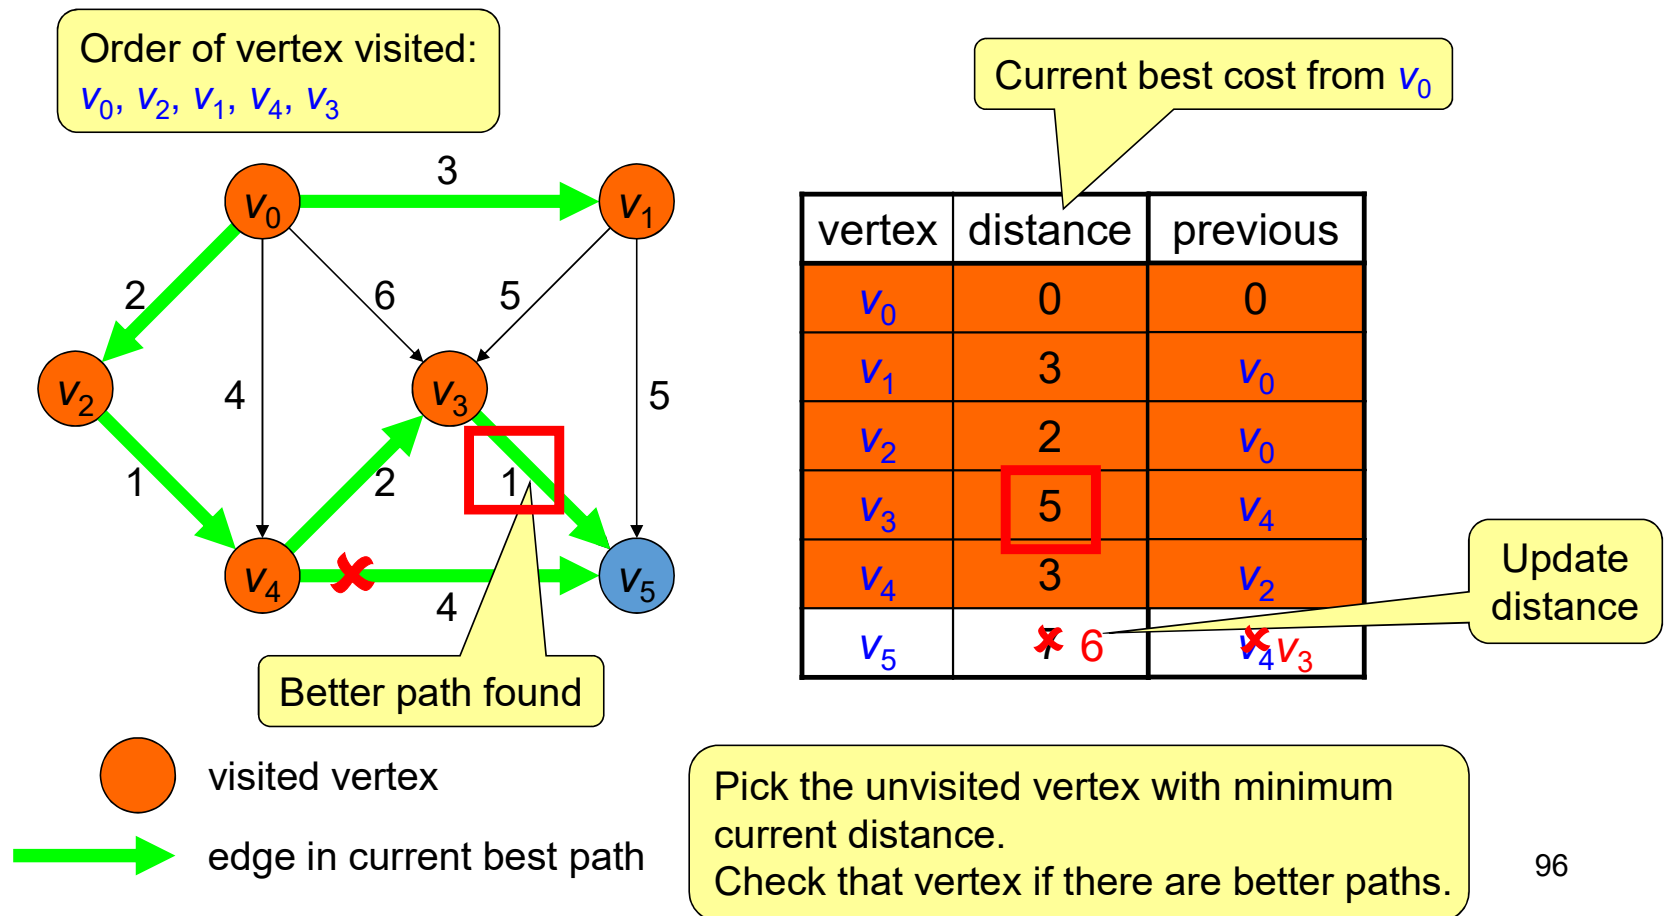 Order of vertex visited:
v0, v2, v1, v4, v3
Current best cost from v0
3
v0
v1
2
6
5
v2
4
v3
5
1
2
1
v4
4
v5
Better path found
vertex distance previous
v0 0 0
v1 3 v0
v2 2 v0
v3 5 v4
v4 3 v2
v5 7 6 v4 v3
Update
distance
visited vertex
edge in current best path
Pick the unvisited vertex with minimum
current distance.
Check that vertex if there are better paths.
96